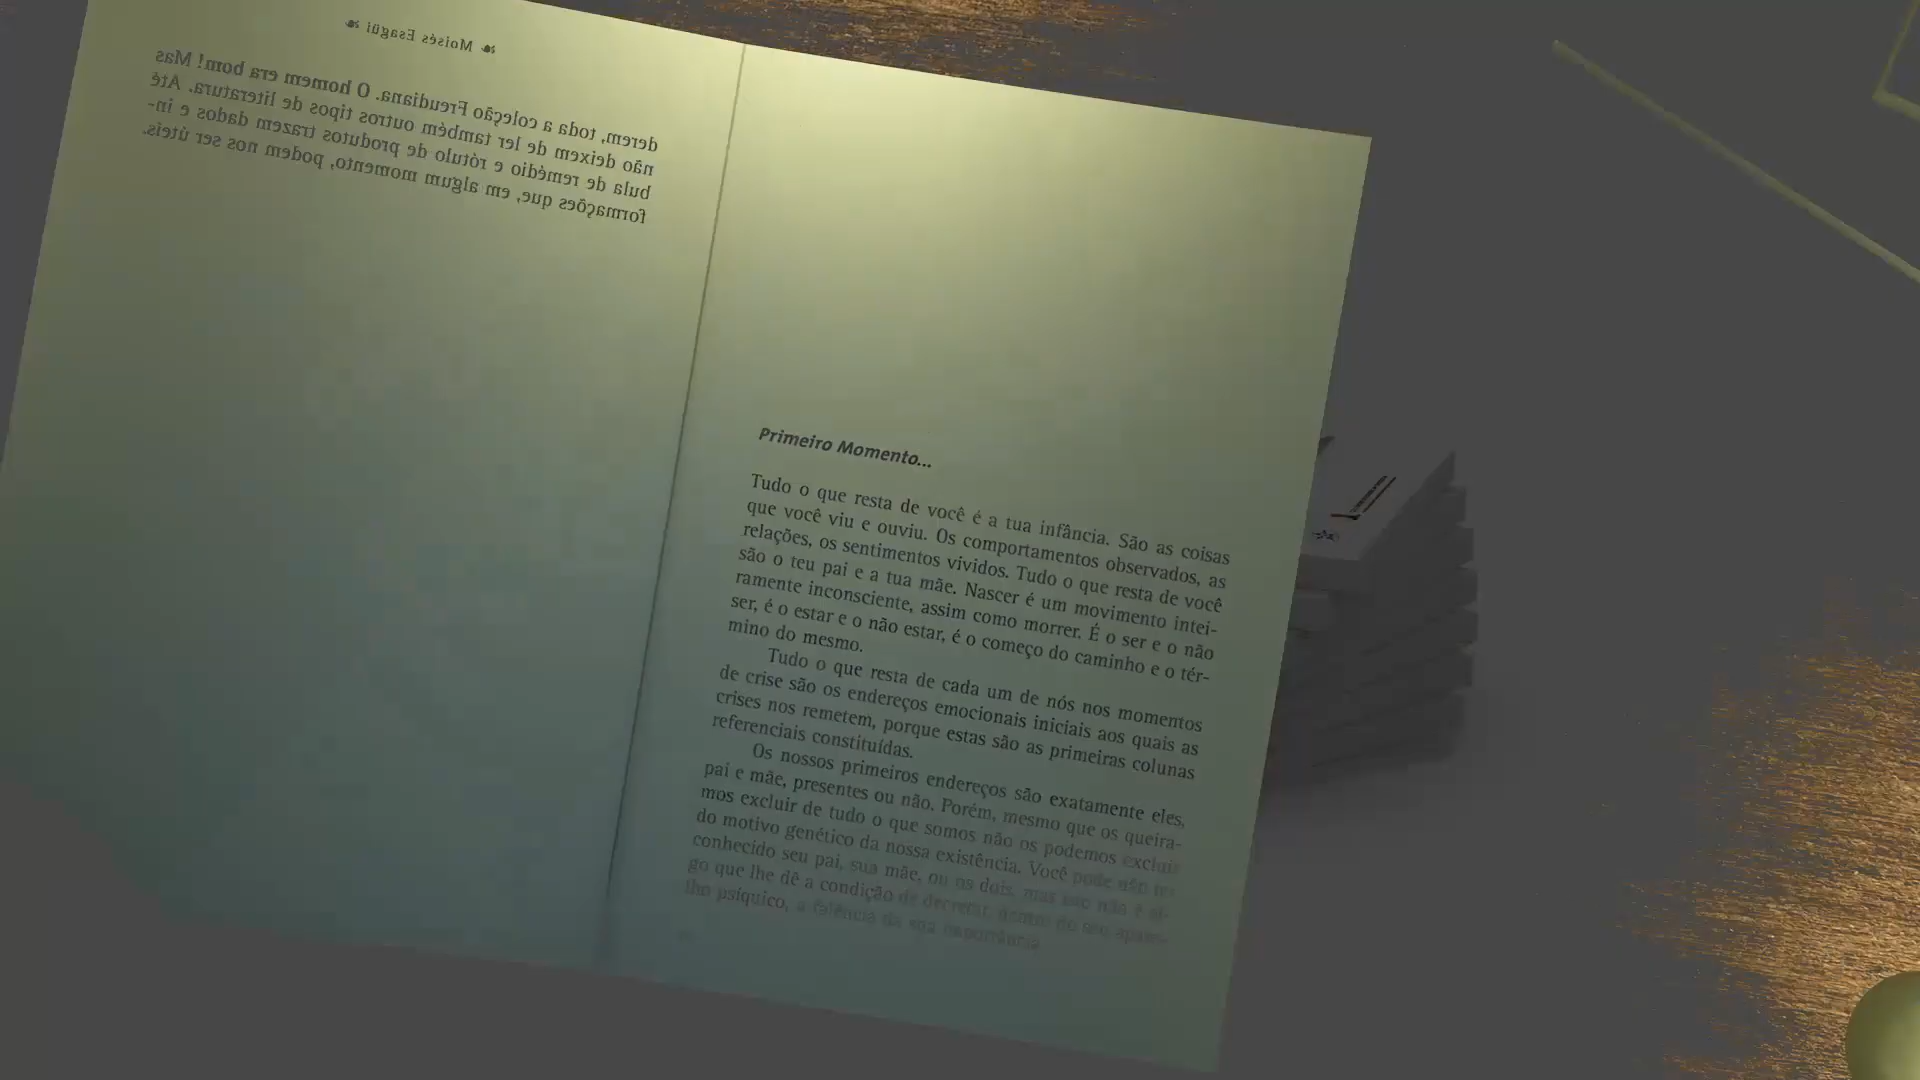 ❧ Moisés Esagüi ❧
derem, toda a coleção Freudiana. O homem era bom! Mas
não deixem de ler também outros tipos de literatura. Até
bula de remédio e rótulo de produtos trazem dados e in-
formações que, em algum momento, podem nos ser úteis.
Primeiro Momento...
Tudo o que resta de você é a tua infância. São as coisas
que você viu e ouviu. Os comportamentos observados, as
relações, os sentimentos vividos. Tudo o que resta de você
são o teu pai e a tua mãe. Nascer é um movimento intei-
ramente inconsciente, assim como morrer. É o ser e o não
ser, é o estar e o não estar, é o começo do caminho e o tér-
mino do mesmo.
Tudo o que resta de cada um de nós nos momentos
de crise são os endereços emocionais iniciais aos quais as
crises nos remetem, porque estas são as primeiras colunas
referenciais constituídas.
Os nossos primeiros endereços são exatamente eles,
pai e mãe, presentes ou não. Porém, mesmo que os queira-
mos excluir de tudo o que somos não os podemos excluir
do motivo genético da nossa existência. Você pode não ter
conhecido seu pai, sua mãe, ou os dois, mas isso não é al-
go que lhe dê a condição de decretar, dentro do seu apare-
lho psíquico, a falência da sua importância